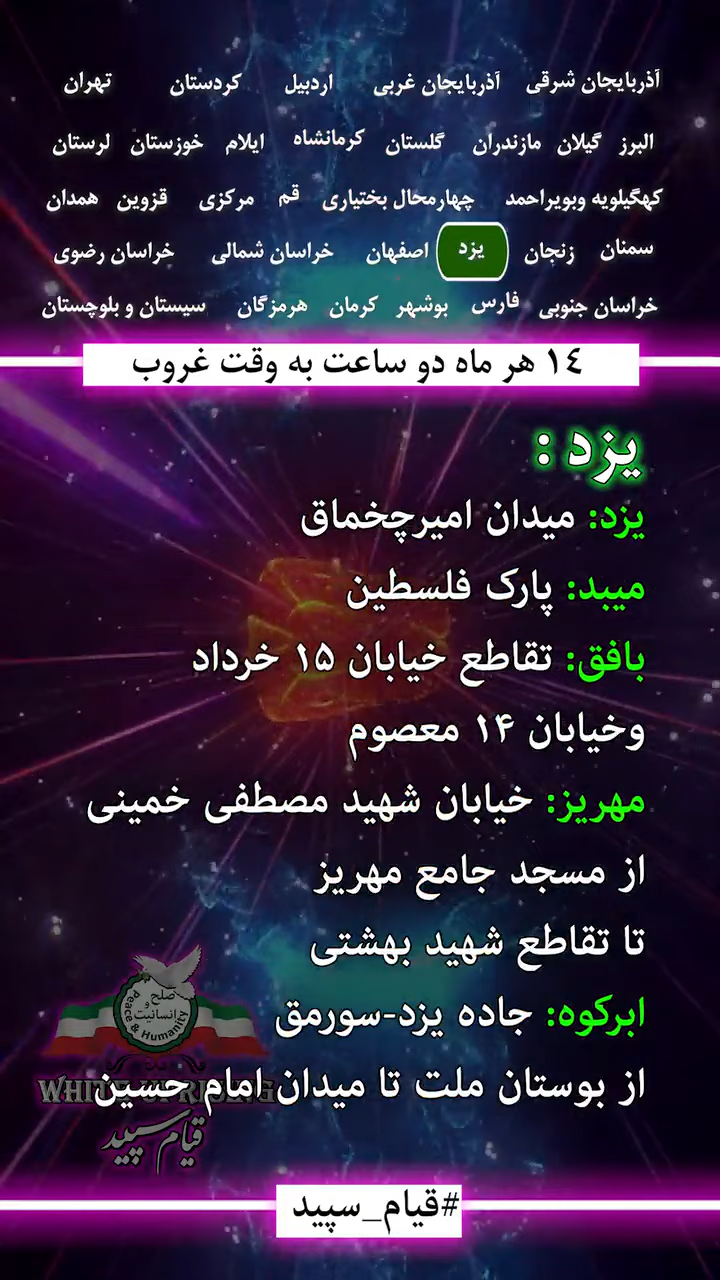 آذربایجان شرقی آذربایجان غربی اردبیل کردستان تهران
البرز گیلان مازندران گلستان کرمانشاه ایلام خوزستان لرستان
کهگیلویه وبویراحمد چهارمحال بختیاری قم مرکزی قزوین همدان
سمنان زنجان یزد اصفهان خراسان شمالی خراسان رضوی
خراسان جنوبی فارس بوشهر کرمان هرمزگان سیستان و بلوچستان
۱٤ هر ماه دو ساعت به وقت غروب
یزد :
یزد: میدان امیرچخماق
میبد: پارک فلسطین
بافق: تقاطع خیابان ۱۵ خرداد
وخیابان ۱۴ معصوم
مهریز: خیابان شهید مصطفی خمینی
از مسجد جامع مهریز
تا تقاطع شهید بهشتی
ابرکوه: جاده یزد-سورمق
از بوستان ملت تا میدان امام حسین
صلح و انسانیت
Peace & Humanity
WHITE UPRISING
قیام سپید
#قیام_سپید